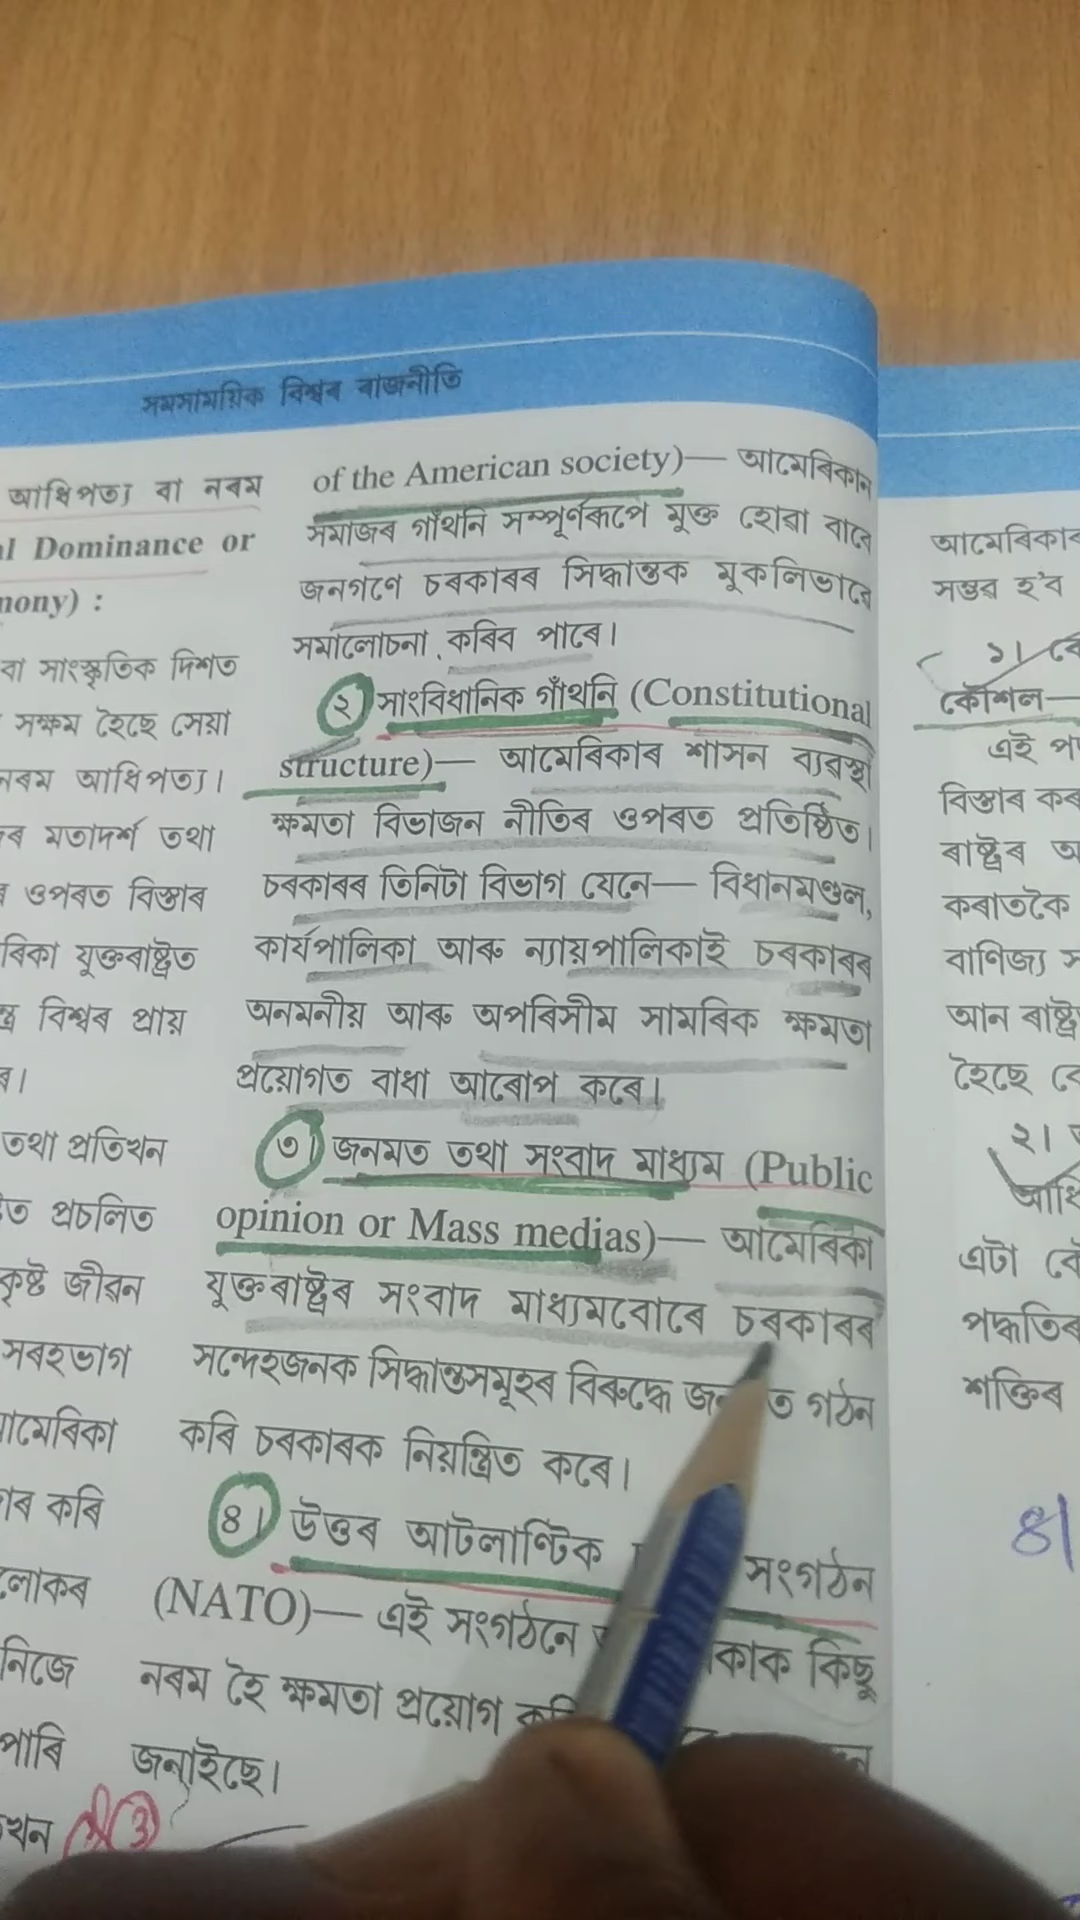 সমসাময়িক বিশ্বৰ ৰাজনীতি
আধিপত্য বা নৰম
l Dominance or
mony) :
বা সাংস্কৃতিক দিশত
সক্ষম হৈছে সেয়া
নৰম আধিপত্য।
ৰ মতাদৰ্শ তথা
ৰ ওপৰত বিস্তাৰ
ৰিকা যুক্তৰাষ্ট্ৰত
বিশ্বৰ প্ৰায়
ৰ।
তথা প্ৰতিখন
ত প্ৰচলিত
কৃষ্ট জীৱন
সৰহভাগ
আমেৰিকা
কৰি
লোকৰ
নিজে
পাৰি
খন
of the American society)— আমেৰিকান
সমাজৰ গাঁথনি সম্পূৰ্ণৰূপে মুক্ত হোৱা বাবে
জনগণে চৰকাৰৰ সিদ্ধান্তক মুকলিভাৱে
সমালোচনা কৰিব পাৰে।
২ সাংবিধানিক গাঁথনি (Constitutional
structure)— আমেৰিকাৰ শাসন ব্যৱস্থা
ক্ষমতা বিভাজন নীতিৰ ওপৰত প্ৰতিষ্ঠিত।
চৰকাৰৰ তিনিটা বিভাগ যেনে— বিধানমণ্ডল,
কাৰ্যপালিকা আৰু ন্যায়পালিকাই চৰকাৰৰ
অনমনীয় আৰু অপৰিসীম সামৰিক ক্ষমতা
প্ৰয়োগত বাধা আৰোপ কৰে।
৩। জনমত তথা সংবাদ মাধ্যম (Public
opinion or Mass medias)— আমেৰিকা
যুক্তৰাষ্ট্ৰৰ সংবাদ মাধ্যমবোৰে চৰকাৰৰ
সন্দেহজনক সিদ্ধান্তসমূহৰ বিৰুদ্ধে গঠন
কৰি চৰকাৰক নিয়ন্ত্ৰিত কৰে।
৪। উত্তৰ আটলাণ্টিক সংগঠন
(NATO)— এই সংগঠনে কিছু
নৰম হৈ ক্ষমতা প্ৰয়োগ
জনাইছে।
আমেৰিকাৰ
সম্ভৱ হ'ব
১।
কৌশল—
এই
বিস্তাৰ
ৰাষ্ট্ৰৰ
কৰাতকৈ
বাণিজ্য
আন
হৈছে
২।
এটা
পদ্ধতিৰ
শক্তিৰ
৪|